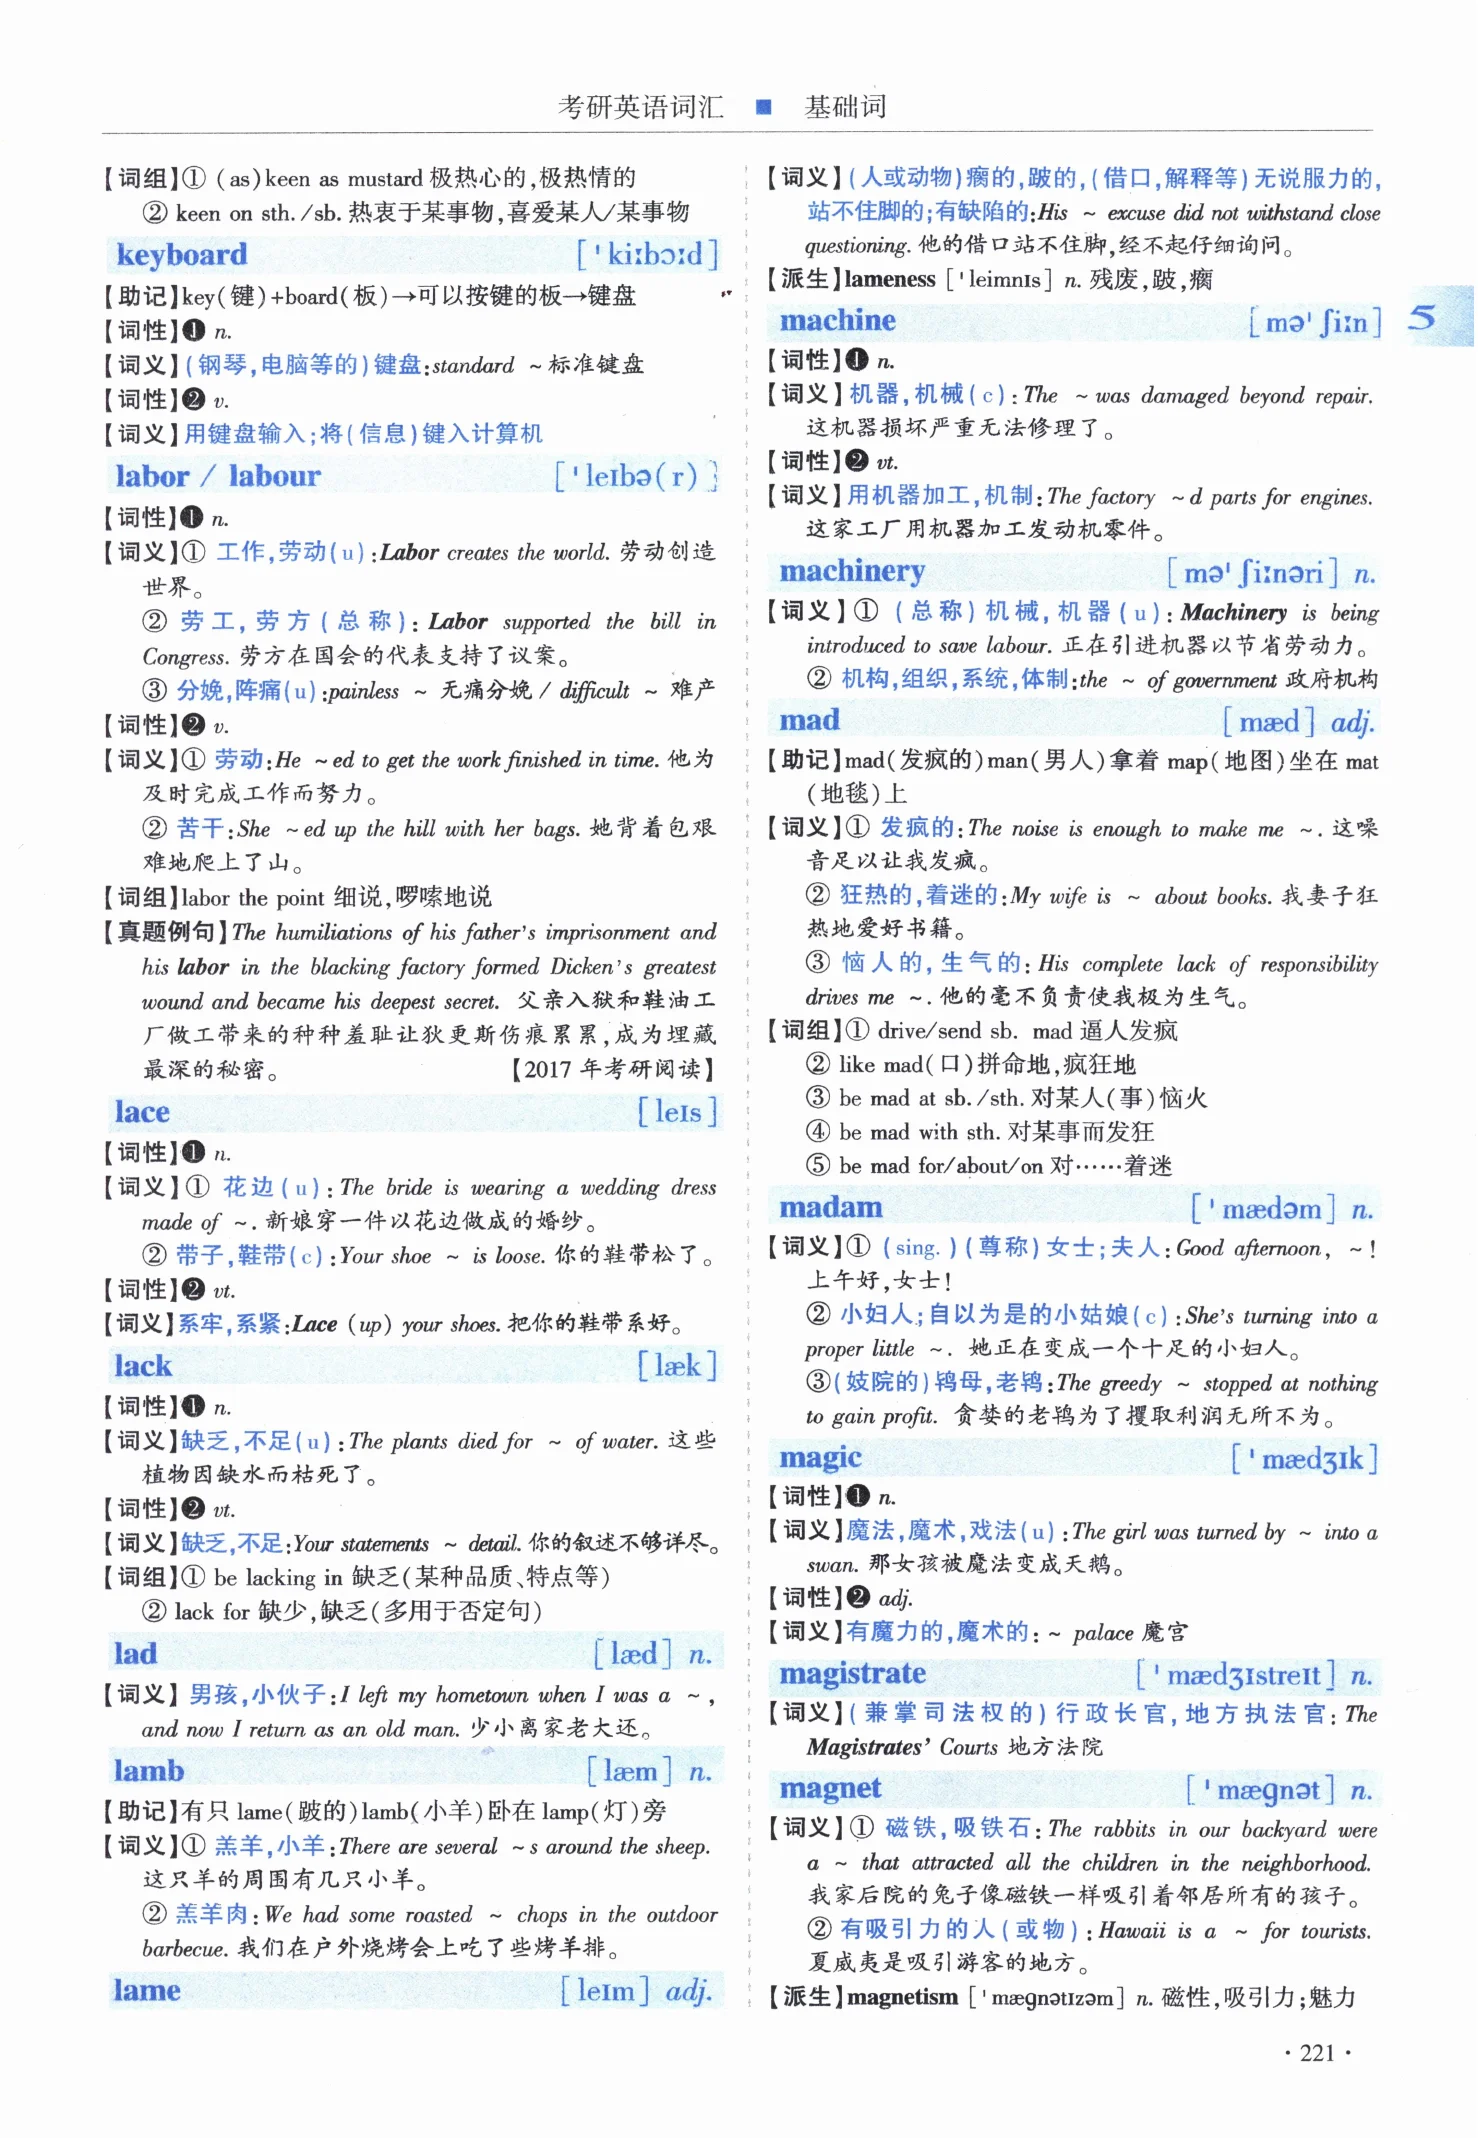 考研英语词汇 ■ 基础词
【词组】① (as)keen as mustard 极热心的,极热情的
② keen on sth./sb. 热衷于某事物,喜爱某人/某事物
keyboard [ˈkiːbɔːd]
【助记】key(键)+board(板)→可以按键的板→键盘
【词性】❶ n.
【词义】(钢琴,电脑等的)键盘:standard ~ 标准键盘
【词性】❷ v.
【词义】用键盘输入;将(信息)键入计算机
labor / labour [ˈleɪbə(r)]
【词性】❶ n.
【词义】① 工作,劳动(u):Labor creates the world. 劳动创造
世界。
② 劳工,劳方(总称): Labor supported the bill in
Congress. 劳方在国会的代表支持了议案。
③ 分娩,阵痛(u):painless ~ 无痛分娩 / difficult ~ 难产
【词性】❷ v.
【词义】① 劳动:He ~ed to get the work finished in time. 他为
及时完成工作而努力。
② 苦干:She ~ed up the hill with her bags. 她背着包艰
难地爬上了山。
【词组】labor the point 细说,啰嗦地说
【真题例句】The humiliations of his father's imprisonment and
his labor in the blacking factory formed Dicken's greatest
wound and became his deepest secret. 父亲入狱和鞋油工
厂做工带来的种种羞耻让狄更斯伤痕累累,成为埋藏
最深的秘密。 【2017 年考研阅读】
lace [leɪs]
【词性】❶ n.
【词义】① 花边(u): The bride is wearing a wedding dress
made of ~. 新娘穿一件以花边做成的婚纱。
② 带子,鞋带(c):Your shoe ~ is loose. 你的鞋带松了。
【词性】❷ vt.
【词义】系牢,系紧:Lace (up) your shoes. 把你的鞋带系好。
lack [læk]
【词性】❶ n.
【词义】缺乏,不足(u):The plants died for ~ of water. 这些
植物因缺水而枯死了。
【词性】❷ vt.
【词义】缺乏,不足:Your statements ~ detail. 你的叙述不够详尽。
【词组】① be lacking in 缺乏(某种品质、特点等)
② lack for 缺少,缺乏(多用于否定句)
lad [læd] n.
【词义】男孩,小伙子:I left my hometown when I was a ~,
and now I return as an old man. 少小离家老大还。
lamb [læm] n.
【助记】有只 lame(跛的)lamb(小羊)卧在 lamp(灯)旁
【词义】① 羔羊,小羊:There are several ~s around the sheep.
这只羊的周围有几只小羊。
② 羔羊肉: We had some roasted ~ chops in the outdoor
barbecue. 我们在户外烧烤会上吃了些烤羊排。
lame [leɪm] adj.
【词义】(人或动物)瘸的,跛的,(借口,解释等)无说服力的,
站不住脚的;有缺陷的:His ~ excuse did not withstand close
questioning. 他的借口站不住脚,经不起仔细询问。
【派生】lameness [ˈleimnɪs] n. 残废,跛,瘸
machine [məˈʃiːn]
5
【词性】❶ n.
【词义】机器,机械(c): The ~ was damaged beyond repair.
这机器损坏严重无法修理了。
【词性】❷ vt.
【词义】用机器加工,机制: The factory ~d parts for engines.
这家工厂用机器加工发动机零件。
machinery [məˈʃiːnəri] n.
【词义】① (总称)机械,机器(u): Machinery is being
introduced to save labour. 正在引进机器以节省劳动力。
② 机构,组织,系统,体制:the ~ of government 政府机构
mad [mæd] adj.
【助记】mad(发疯的)man(男人)拿着 map(地图)坐在 mat
(地毯)上
【词义】① 发疯的: The noise is enough to make me ~. 这噪
音足以让我发疯。
② 狂热的,着迷的:My wife is ~ about books. 我妻子狂
热地爱好书籍。
③ 恼人的,生气的: His complete lack of responsibility
drives me ~. 他的毫不负责使我极为生气。
【词组】① drive/send sb. mad 逼人发疯
② like mad(口)拼命地,疯狂地
③ be mad at sb./sth. 对某人(事)恼火
④ be mad with sth. 对某事而发狂
⑤ be mad for/about/on 对……着迷
madam [ˈmædəm] n.
【词义】① (sing.)(尊称)女士;夫人:Good afternoon, ~!
上午好,女士!
② 小妇人;自以为是的小姑娘(c):She's turning into a
proper little ~. 她正在变成一个十足的小妇人。
③(妓院的)鸨母,老鸨:The greedy ~ stopped at nothing
to gain profit. 贪婪的老鸨为了攫取利润无所不为。
magic [ˈmædʒɪk]
【词性】❶ n.
【词义】魔法,魔术,戏法(u):The girl was turned by ~ into a
swan. 那女孩被魔法变成天鹅。
【词性】❷ adj.
【词义】有魔力的,魔术的: ~ palace 魔宫
magistrate [ˈmædʒɪstreɪt] n.
【词义】(兼掌司法权的)行政长官,地方执法官: The
Magistrates' Courts 地方法院
magnet [ˈmægnət] n.
【词义】① 磁铁,吸铁石: The rabbits in our backyard were
a ~ that attracted all the children in the neighborhood.
我家后院的兔子像磁铁一样吸引着邻居所有的孩子。
② 有吸引力的人(或物): Hawaii is a ~ for tourists.
夏威夷是吸引游客的地方。
【派生】magnetism [ˈmægnətɪzəm] n. 磁性,吸引力;魅力
· 221 ·